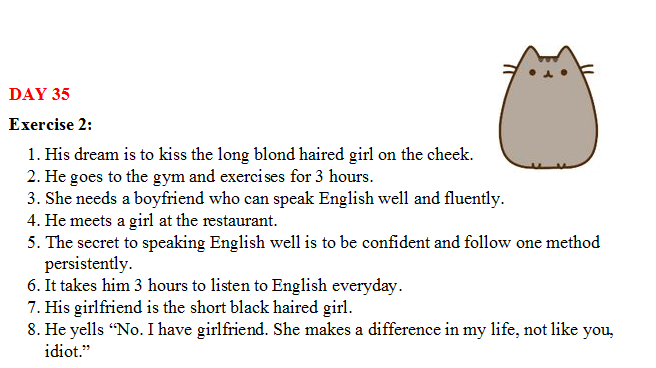 DAY 35
Exercise 2:
1. His dream is to kiss the long blond haired girl on the cheek.
2. He goes to the gym and exercises for 3 hours.
3. She needs a boyfriend who can speak English well and fluently.
4. He meets a girl at the restaurant.
5. The secret to speaking English well is to be confident and follow one method
persistently.
6. It takes him 3 hours to listen to English everyday.
7. His girlfriend is the short black haired girl.
8. He yells “No. I have girlfriend. She makes a difference in my life, not like you,
idiot.”